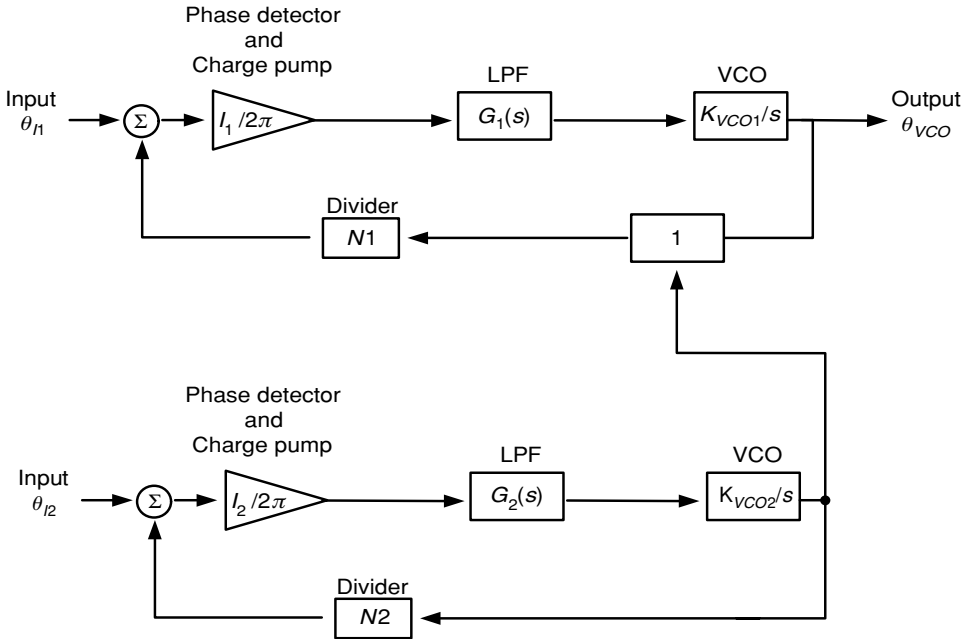 Phase detector
and
Charge pump
LPF
VCO
Input
θI1
Σ
I1/2π
G1(s)
KVCO1/s
Output
θVCO
Divider
N1
1
Phase detector
and
Charge pump
LPF
VCO
Input
θI2
Σ
I2/2π
G2(s)
KVCO2/s
Divider
N2